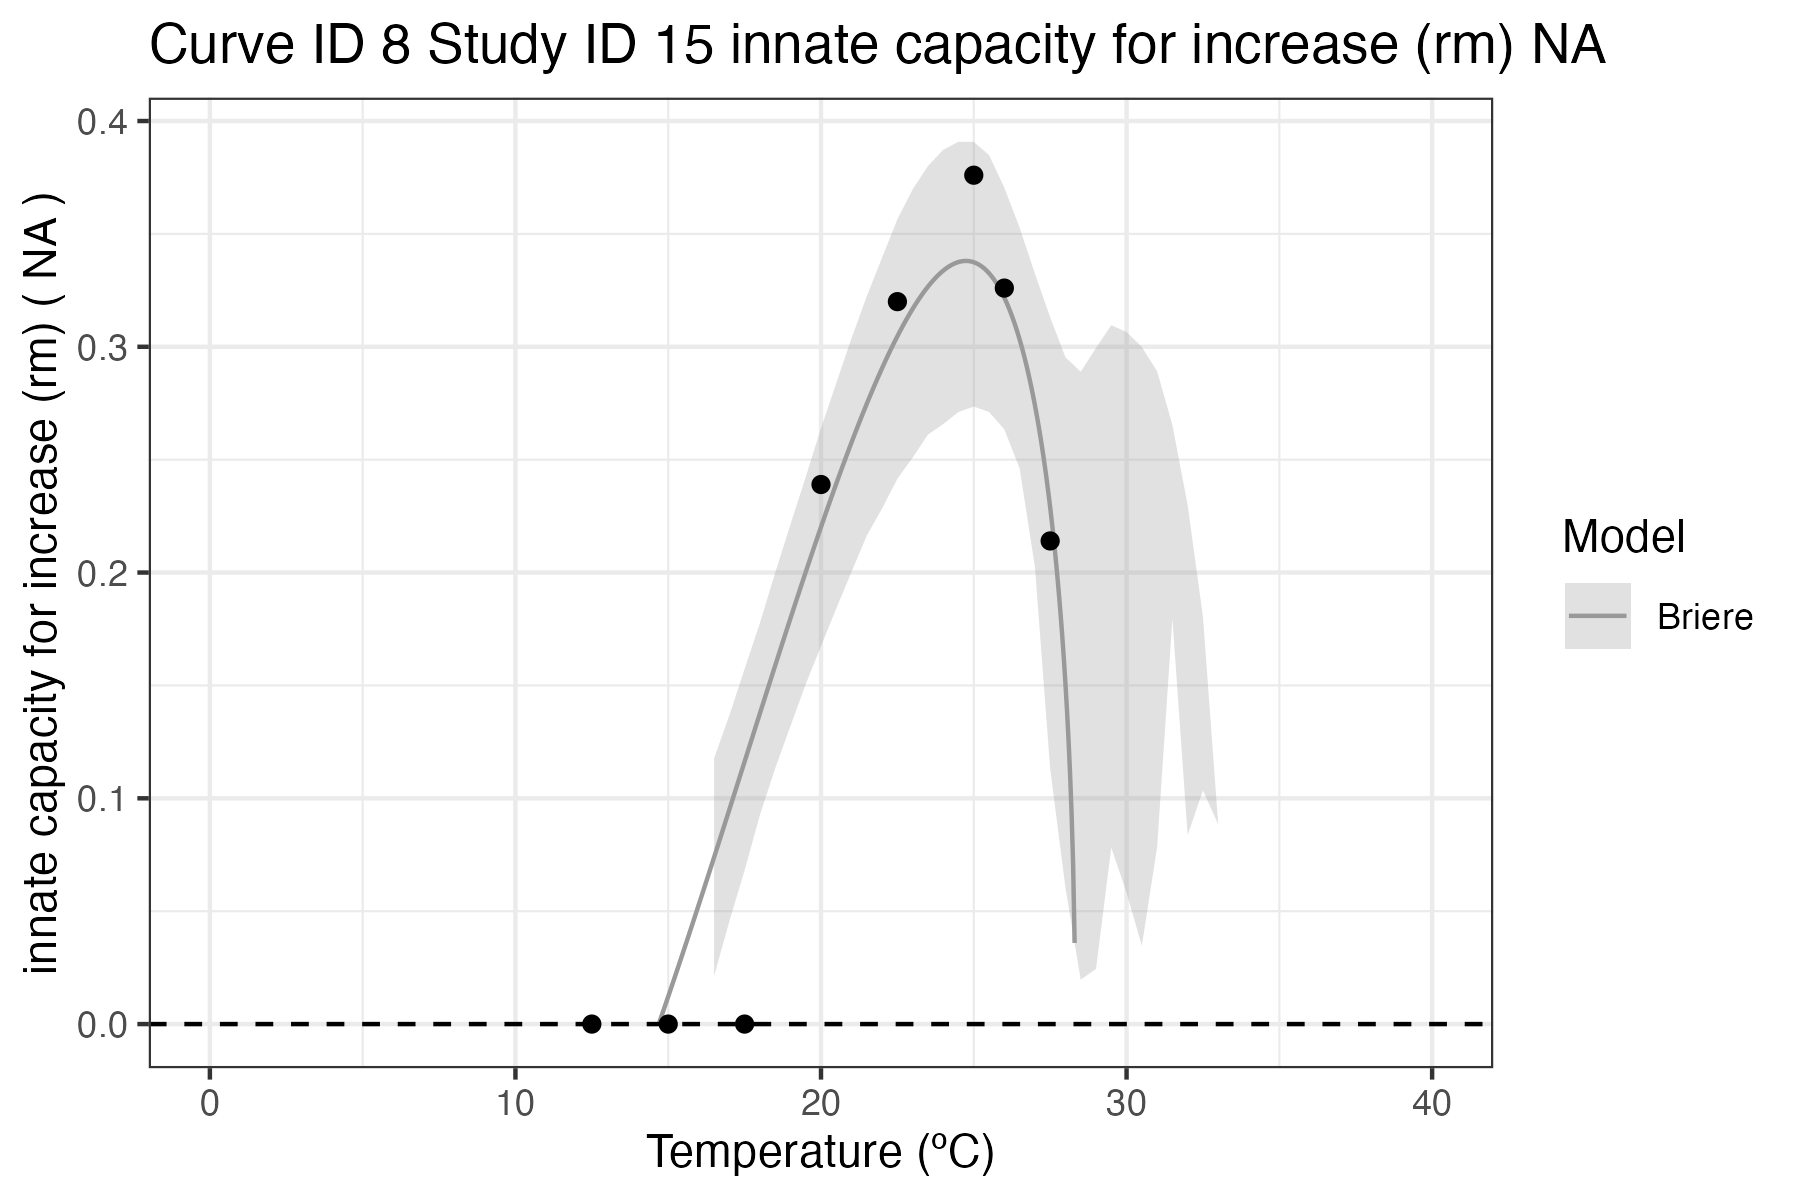 Curve ID 8 Study ID 15 innate capacity for increase (rm) NA
innate capacity for increase (rm) ( NA )
0.4
0.3
0.2
0.1
0.0
0 10 20 30 40
Temperature (ºC)
Model
Briere